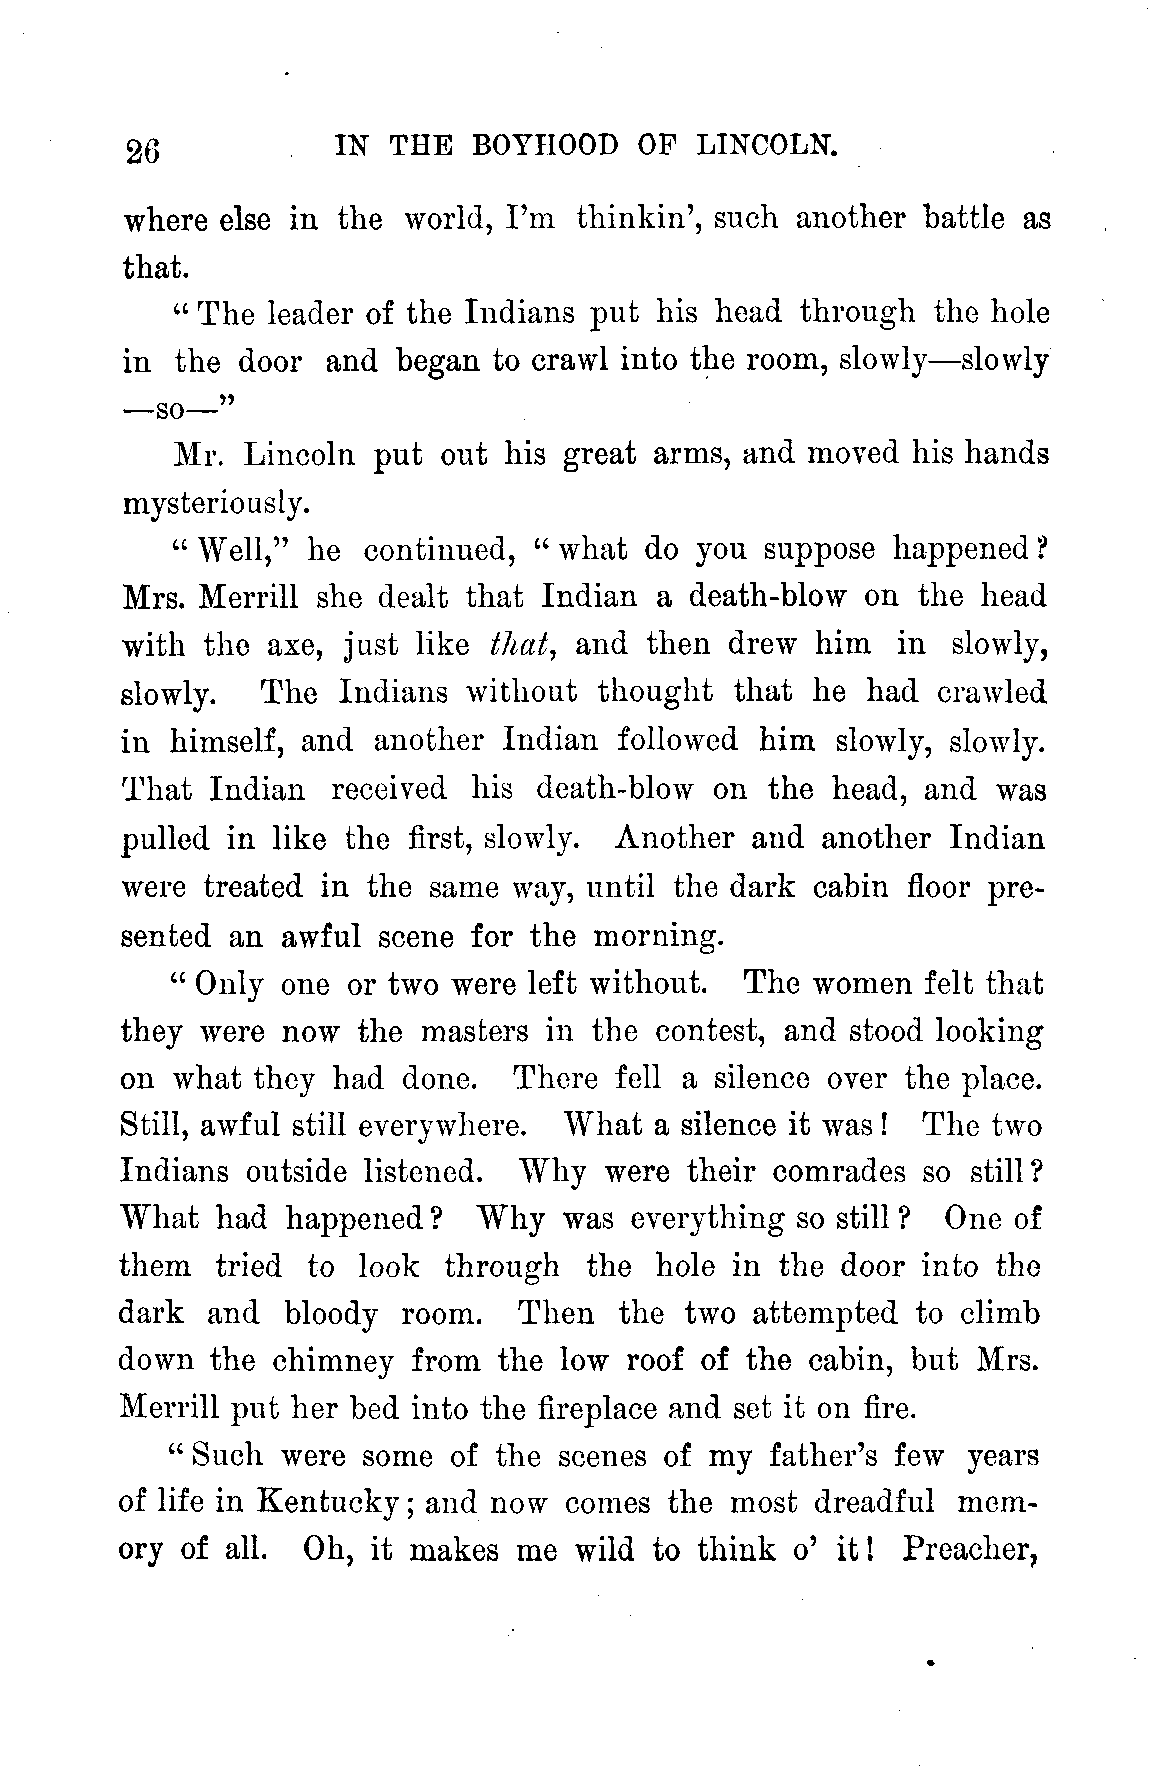 26 IN THE BOYHOOD OF LINCOLN.
where else in the world, I'm thinkin', such another battle as
that.
“ The leader of the Indians put his head through the hole
in the door and began to crawl into the room, slowly—slowly
—so—”
Mr. Lincoln put out his great arms, and moved his hands
mysteriously.
“ Well,” he continued, “ what do you suppose happened ?
Mrs. Merrill she dealt that Indian a death-blow on the head
with the axe, just like that, and then drew him in slowly,
slowly. The Indians without thought that he had crawled
in himself, and another Indian followed him slowly, slowly.
That Indian received his death-blow on the head, and was
pulled in like the first, slowly. Another and another Indian
were treated in the same way, until the dark cabin floor pre-
sented an awful scene for the morning.
“ Only one or two were left without. The women felt that
they were now the masters in the contest, and stood looking
on what they had done. There fell a silence over the place.
Still, awful still everywhere. What a silence it was ! The two
Indians outside listened. Why were their comrades so still ?
What had happened ? Why was everything so still ? One of
them tried to look through the hole in the door into the
dark and bloody room. Then the two attempted to climb
down the chimney from the low roof of the cabin, but Mrs.
Merrill put her bed into the fireplace and set it on fire.
“ Such were some of the scenes of my father's few years
of life in Kentucky ; and now comes the most dreadful mem-
ory of all. Oh, it makes me wild to think o' it ! Preacher,